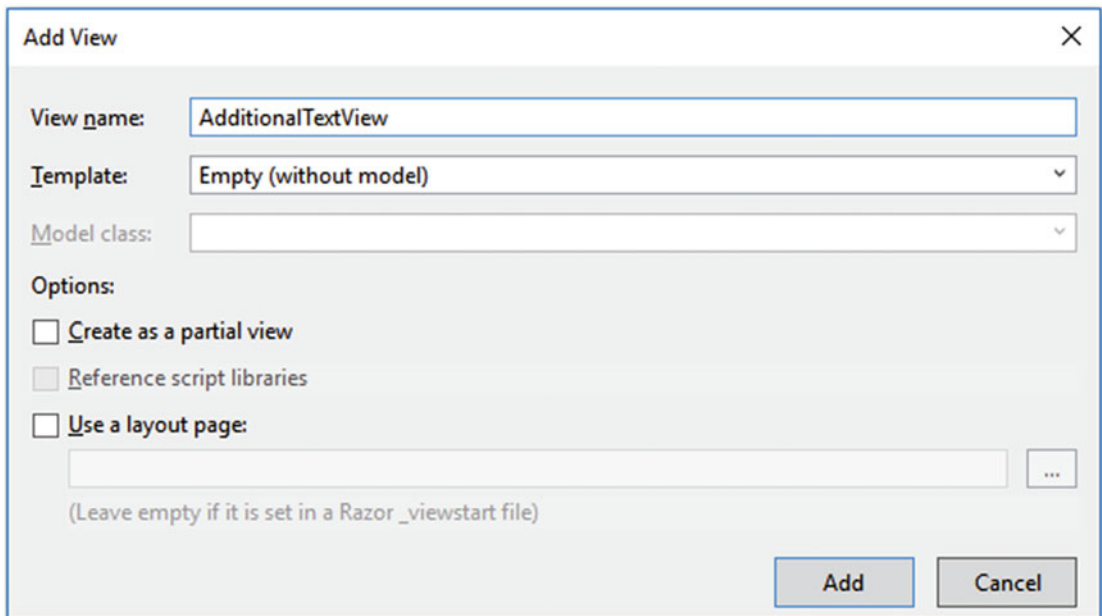 Add View
View name: AdditionalTextView
Template: Empty (without model)
Model class:
Options:
Create as a partial view
Reference script libraries
Use a layout page:
...
(Leave empty if it is set in a Razor _viewstart file)
Add Cancel